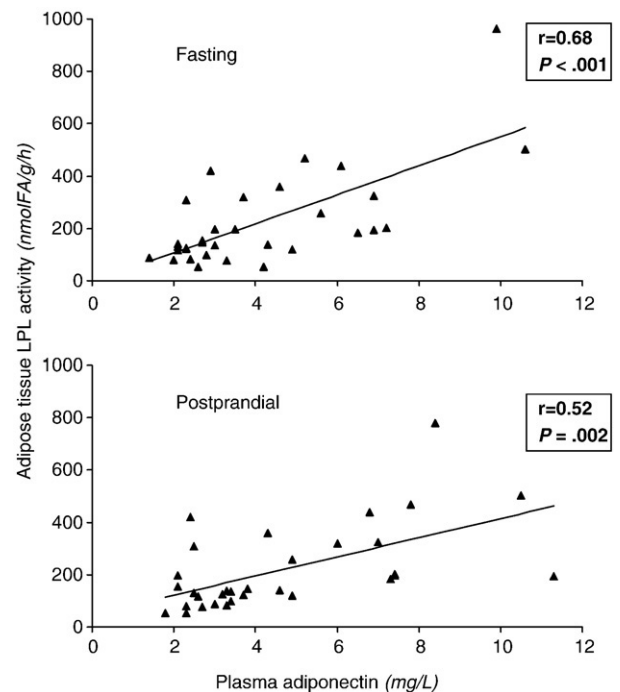 Adipose tissue LPL activity (nmolFA/g/h)
1000
800
600
400
200
0
Fasting
r=0.68
P < .001
0 2 4 6 8 10 12
1000
800
600
400
200
0
Postprandial
r=0.52
P = .002
0 2 4 6 8 10 12
Plasma adiponectin (mg/L)